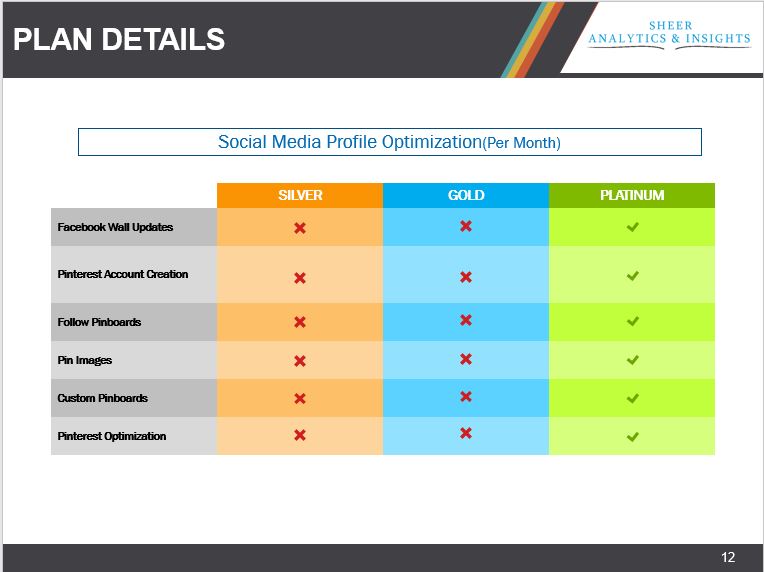 PLAN DETAILS
SHEER
ANALYTICS & INSIGHTS
Social Media Profile Optimization(Per Month)
SILVER GOLD PLATINUM
Facebook Wall Updates
Pinterest Account Creation
Follow Pinboards
Pin Images
Custom Pinboards
Pinterest Optimization
12